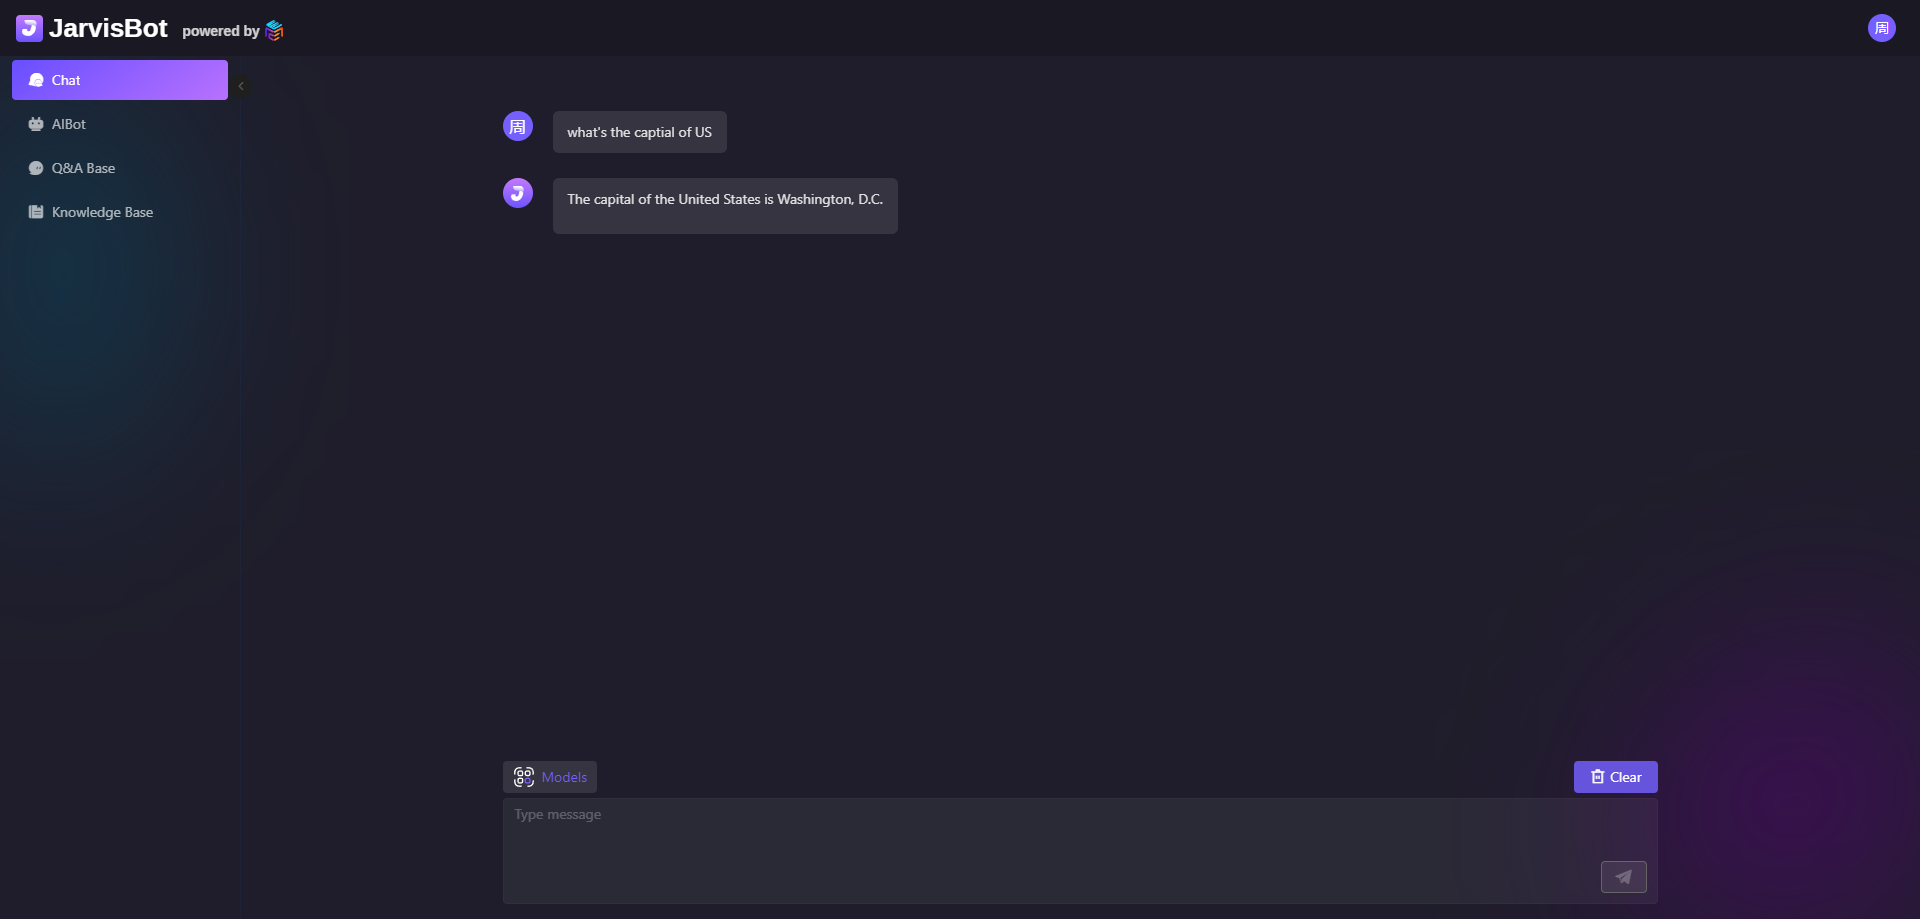 JarvisBot powered by
周
Chat
AIBot
Q&A Base
Knowledge Base
周
what's the captial of US
The capital of the United States is Washington, D.C.
Models
Clear
Type message